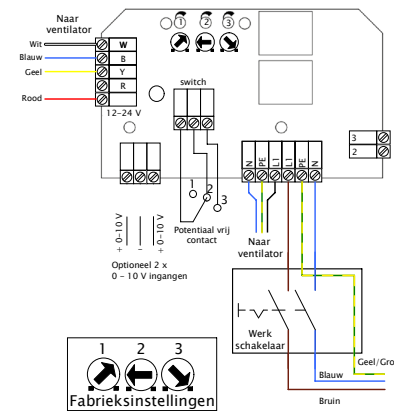 Naar
ventilator
1 2 3
Wit W
Blauw B
Geel Y
R
Rood
12-24 V
switch
3
2
N PE L1 L1 PE N
1 2 3
+ 0-10 V
-
+ 0-10 V
Potentiaal vrij
contact
Optioneel 2 x
0 - 10 V ingangen
Naar
ventilator
Werk
schakelaar
Geel/Gro
Blauw
Bruin
1 2 3
Fabrieksinstellingen